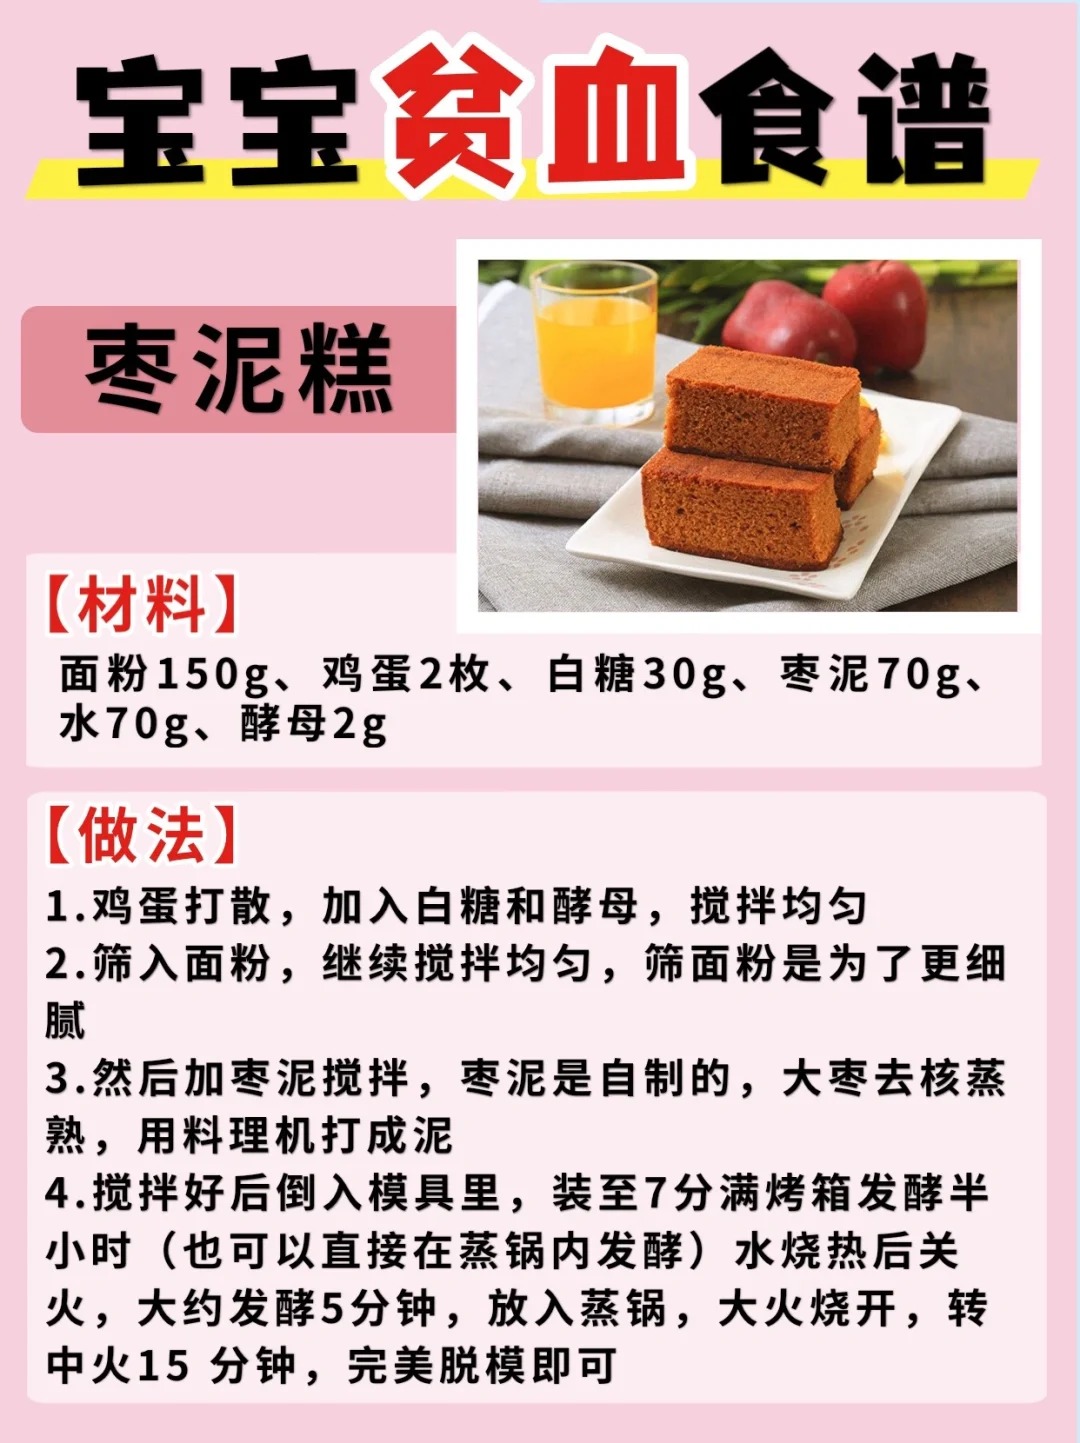 宝宝贫血食谱
枣泥糕
【材料】
面粉150g、鸡蛋2枚、白糖30g、枣泥70g、
水70g、酵母2g
【做法】
1.鸡蛋打散，加入白糖和酵母，搅拌均匀
2.筛入面粉，继续搅拌均匀，筛面粉是为了更细
腻
3.然后加枣泥搅拌，枣泥是自制的，大枣去核蒸
熟，用料理机打成泥
4.搅拌好后倒入模具里，装至7分满烤箱发酵半
小时（也可以直接在蒸锅内发酵）水烧热后关
火，大约发酵5分钟，放入蒸锅，大火烧开，转
中火15 分钟，完美脱模即可